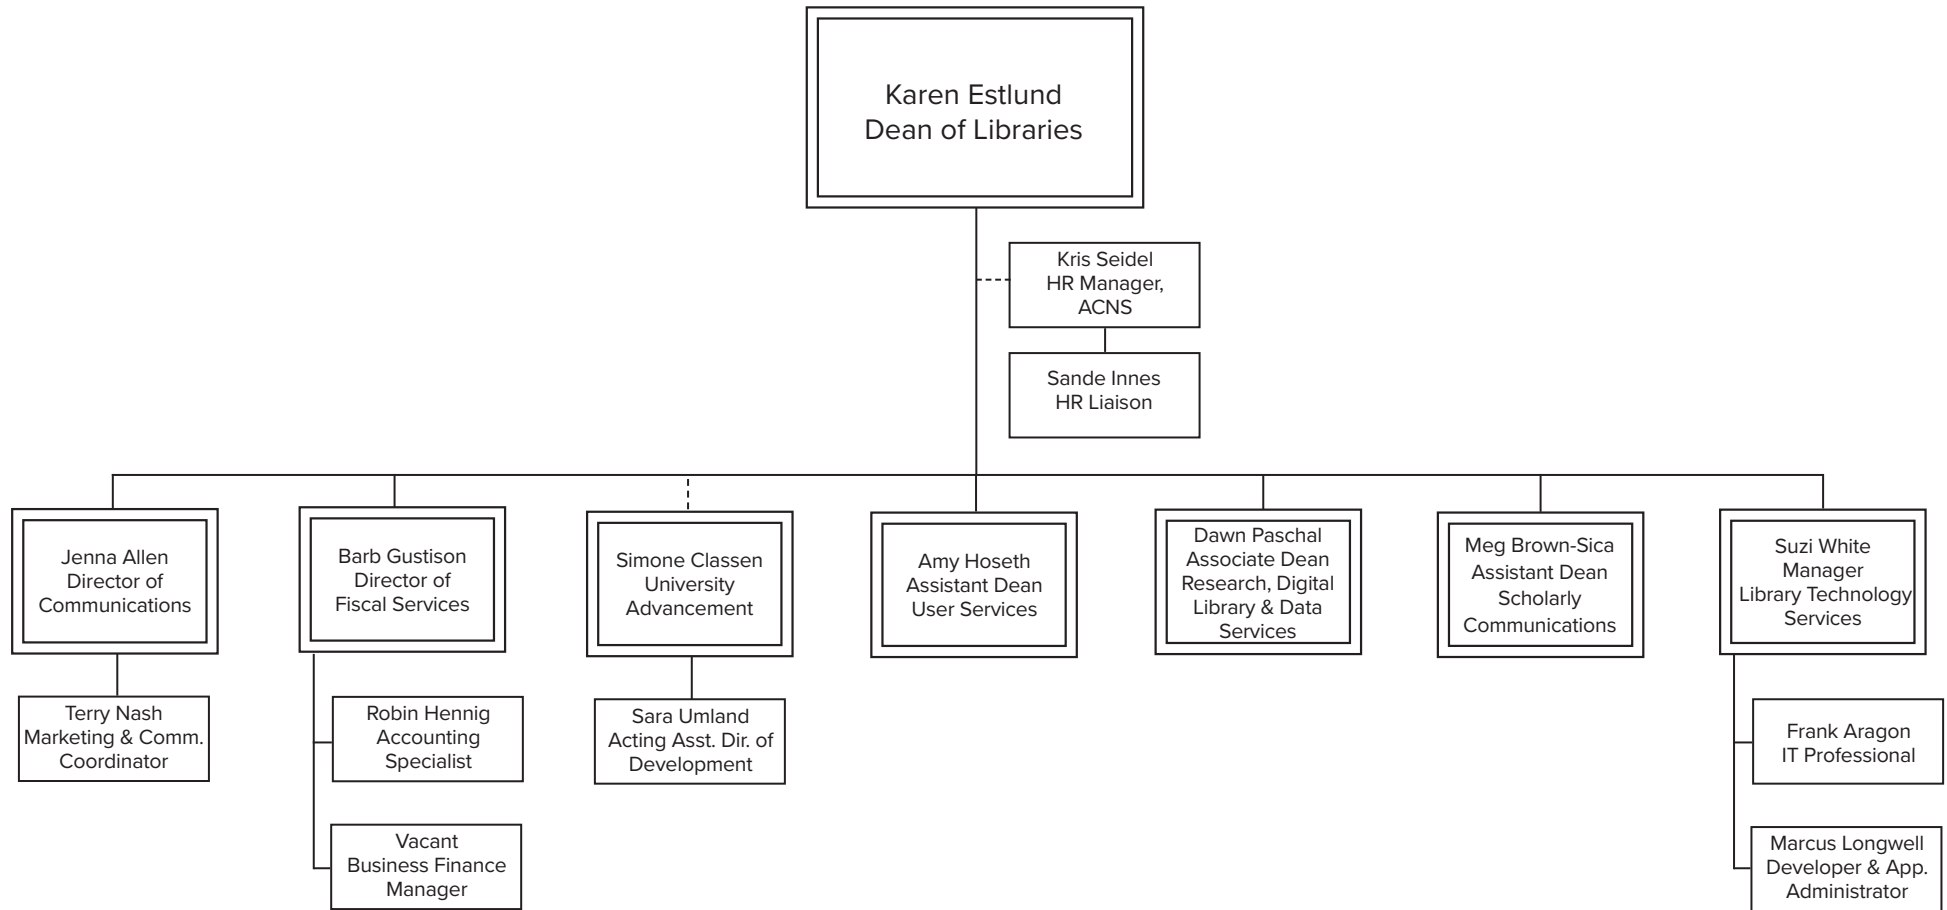 Karen Estlund
Dean of Libraries
Kris Seidel
HR Manager,
ACNS
Sande Innes
HR Liaison
Jenna Allen
Director of
Communications
Barb Gustison
Director of
Fiscal Services
Simone Classen
University
Advancement
Amy Hoseth
Assistant Dean
User Services
Dawn Paschal
Associate Dean
Research, Digital
Library & Data
Services
Meg Brown-Sica
Assistant Dean
Scholarly
Communications
Suzi White
Manager
Library Technology
Services
Terry Nash
Marketing & Comm.
Coordinator
Robin Hennig
Accounting
Specialist
Sara Umland
Acting Asst. Dir. of
Development
Frank Aragon
IT Professional
Vacant
Business Finance
Manager
Marcus Longwell
Developer & App.
Administrator